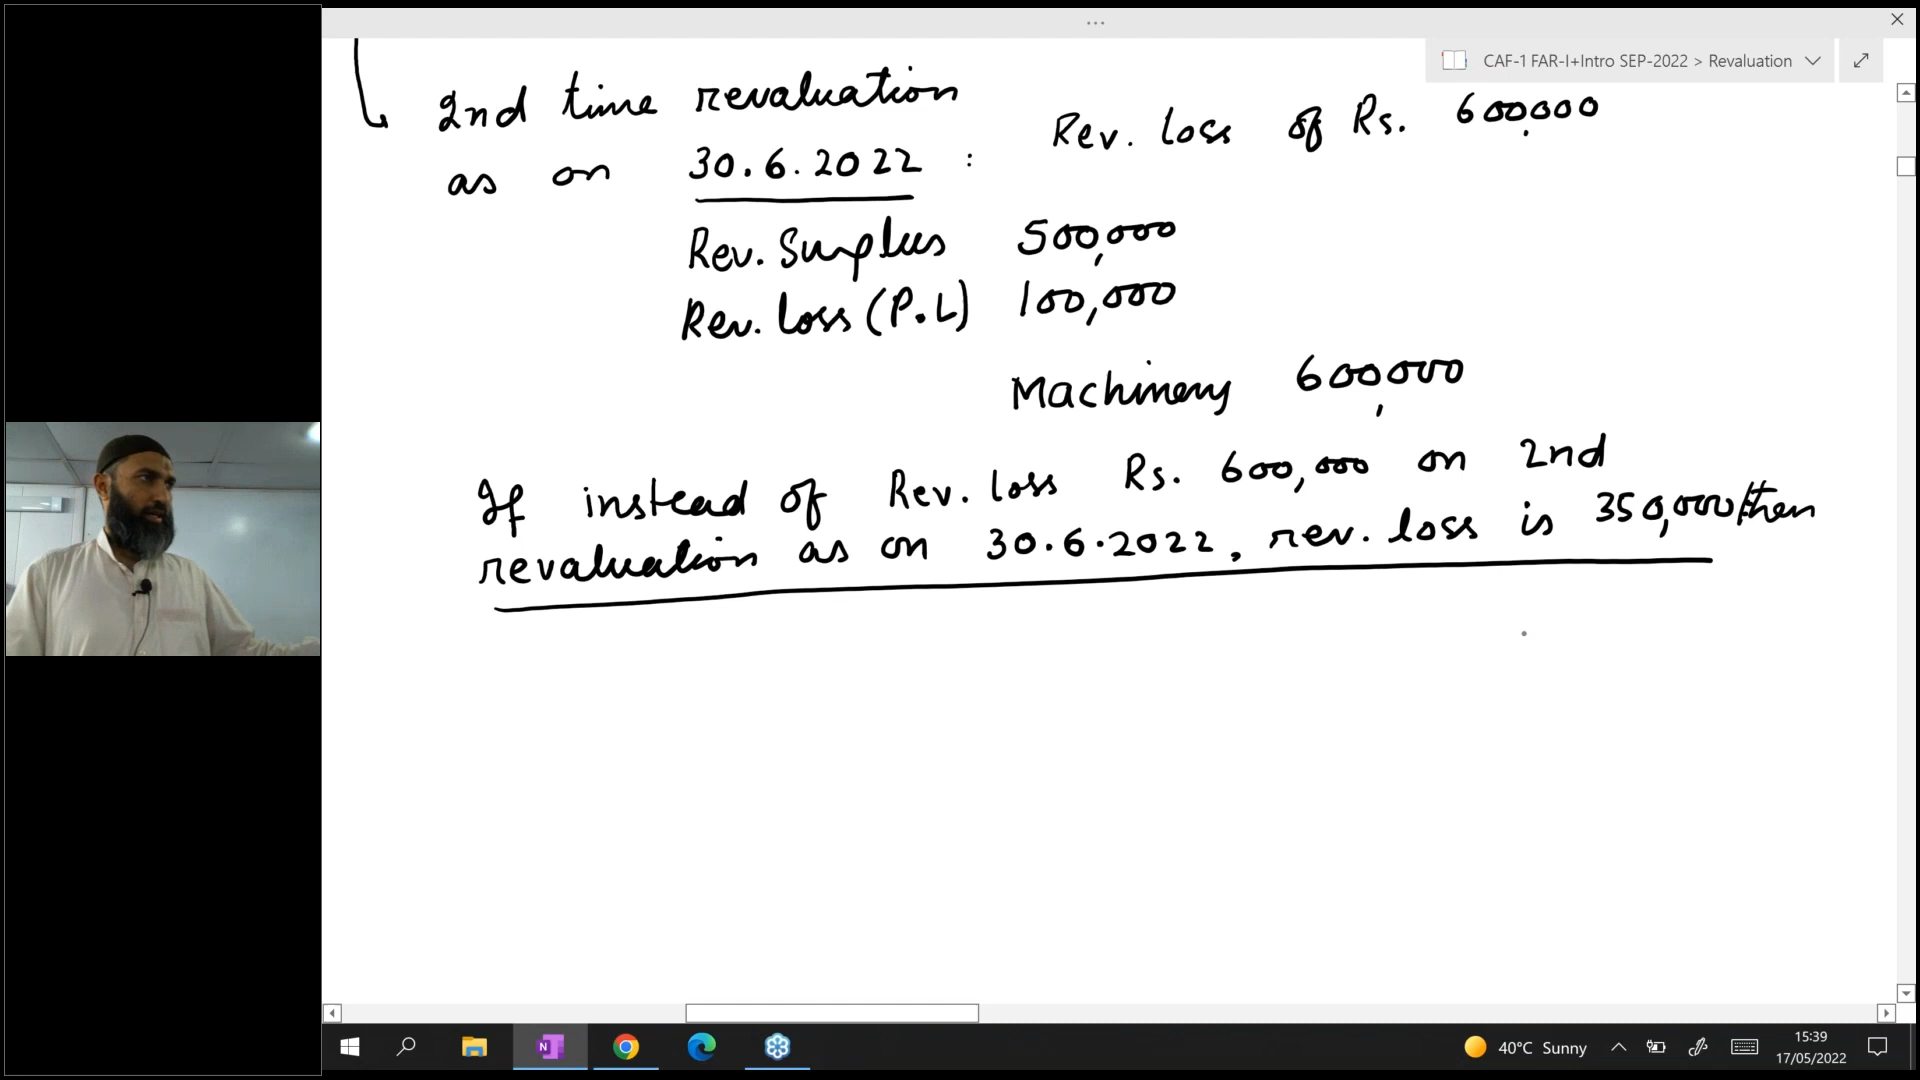 CAF-1 FAR-I+Intro SEP-2022 > Revaluation
2nd time revaluation
as on 30.6.2022 :
Rev. loss of Rs. 600,000
Rev. Surplus 500,000
Rev. loss (P.L) 100,000
Machinery 600,000
If instead of Rev. loss Rs. 600,000 on 2nd
revaluation as on 30.6.2022, rev. loss is 350,000/then
40°C Sunny
15:39
17/05/2022